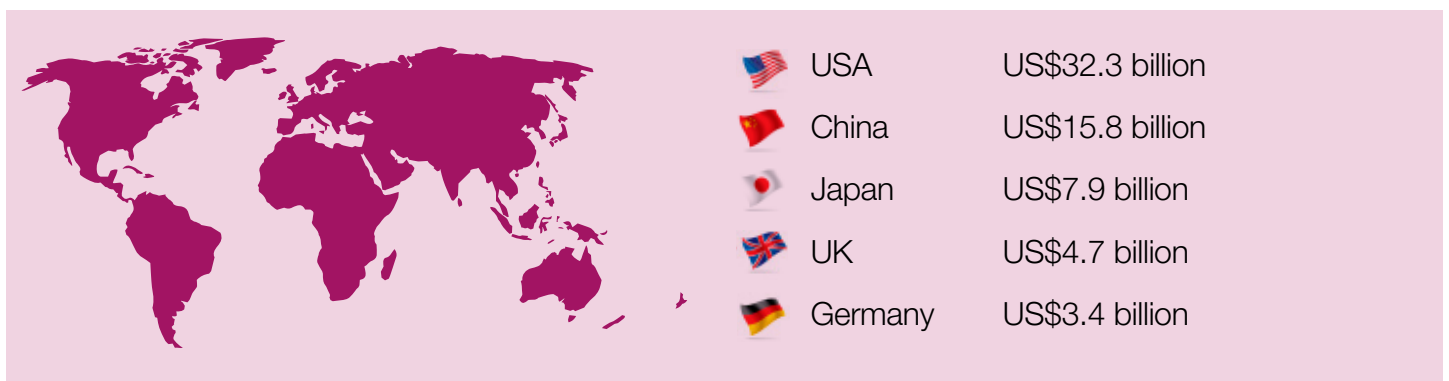 USA US$32.3 billion
China US$15.8 billion
Japan US$7.9 billion
UK US$4.7 billion
Germany US$3.4 billion